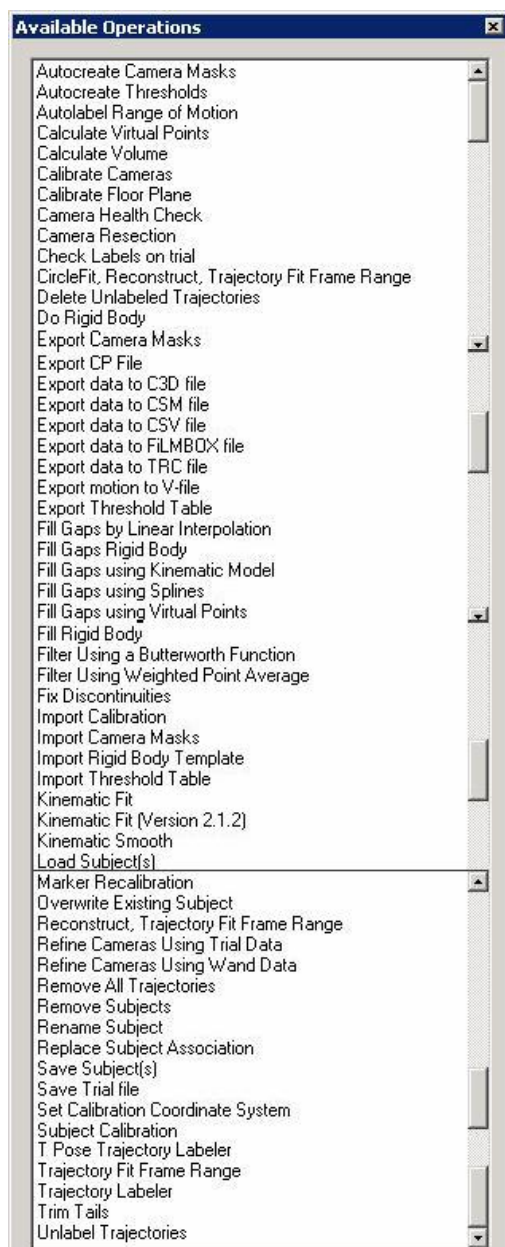 Available Operations
Autocreate Camera Masks
Autocreate Thresholds
Autolabel Range of Motion
Calculate Virtual Points
Calculate Volume
Calibrate Cameras
Calibrate Floor Plane
Camera Health Check
Camera Resection
Check Labels on trial
CircleFit, Reconstruct, Trajectory Fit Frame Range
Delete Unlabeled Trajectories
Do Rigid Body
Export Camera Masks
Export CP File
Export data to C3D file
Export data to CSM file
Export data to CSV file
Export data to FiLMBOX file
Export data to TRC file
Export motion to V-file
Export Threshold Table
Fill Gaps by Linear Interpolation
Fill Gaps Rigid Body
Fill Gaps using Kinematic Model
Fill Gaps using Splines
Fill Gaps using Virtual Points
Fill Rigid Body
Filter Using a Butterworth Function
Filter Using Weighted Point Average
Fix Discontinuities
Import Calibration
Import Camera Masks
Import Rigid Body Template
Import Threshold Table
Kinematic Fit
Kinematic Fit (Version 2.1.2)
Kinematic Smooth
Load Subject(s)
Marker Recalibration
Overwrite Existing Subject
Reconstruct, Trajectory Fit Frame Range
Refine Cameras Using Trial Data
Refine Cameras Using Wand Data
Remove All Trajectories
Remove Subjects
Rename Subject
Replace Subject Association
Save Subject(s)
Save Trial file
Set Calibration Coordinate System
Subject Calibration
T Pose Trajectory Labeler
Trajectory Fit Frame Range
Trajectory Labeler
Trim Tails
Unlabel Trajectories